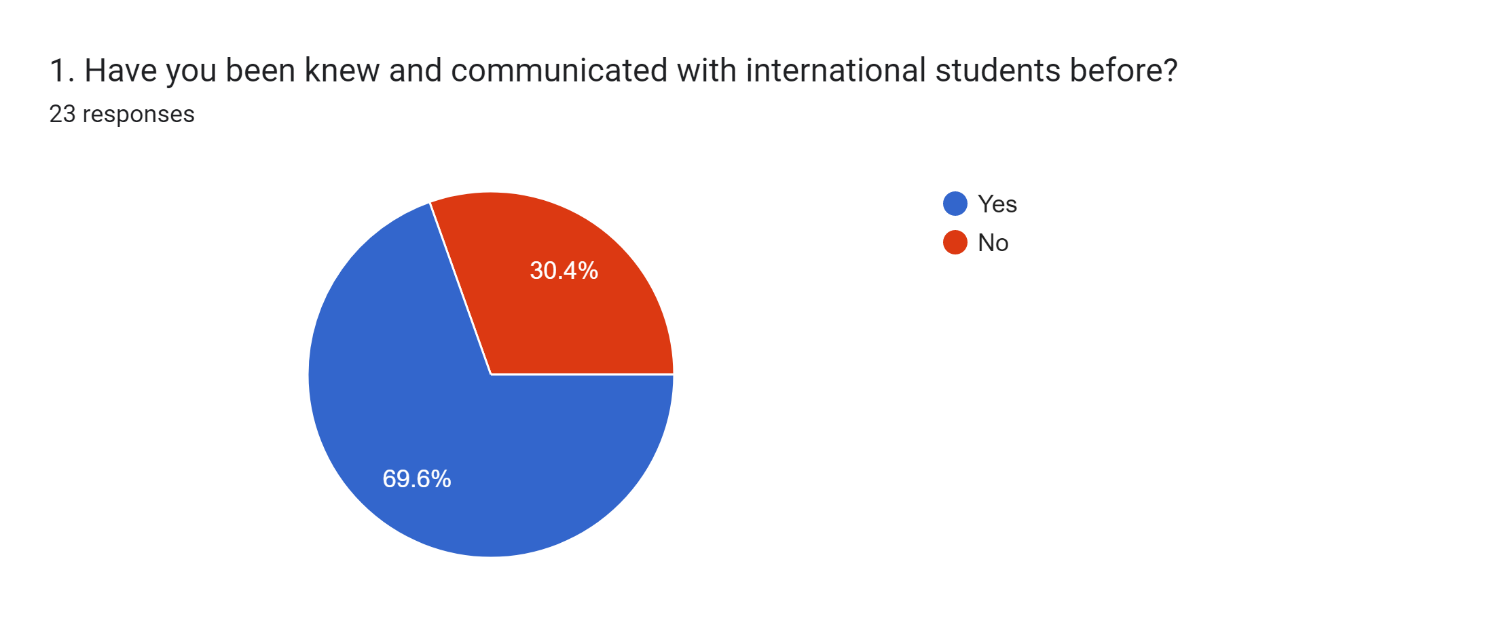 1. Have you been knew and communicated with international students before?
23 responses
Yes
No
30.4%
69.6%